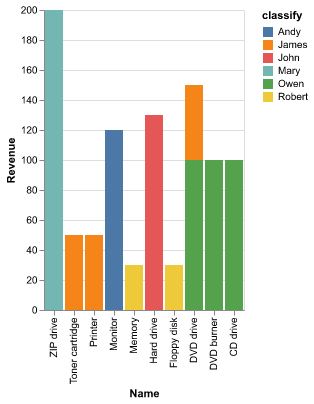 classify
Andy
James
John
Mary
Owen
Robert
Revenue
200
180
160
140
120
100
80
60
40
20
0
ZIP drive
Toner cartridge
Printer
Monitor
Memory
Hard drive
Floppy disk
DVD drive
DVD burner
CD drive
Name